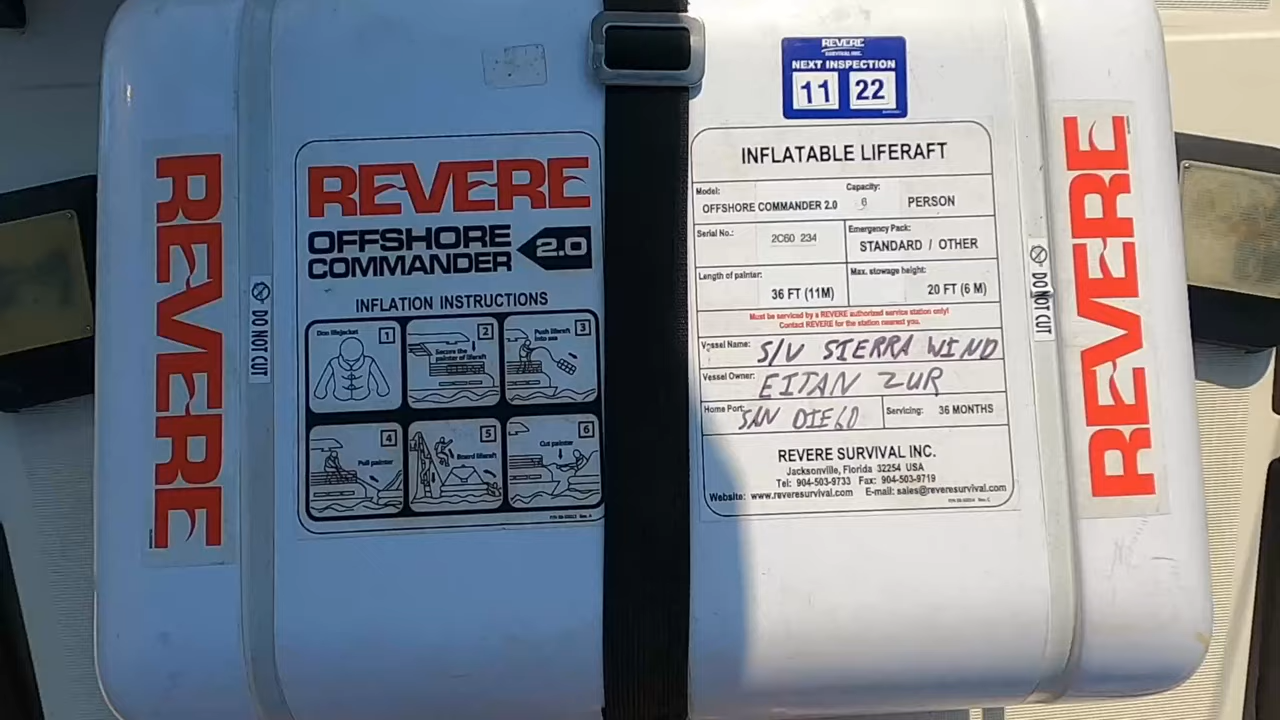 REVERE
SURVIVAL INC.
NEXT INSPECTION
11 22
REVERE
DO NOT CUT
REVERE
OFFSHORE
COMMANDER 2.0
INFLATION INSTRUCTIONS
Don lifejacket 1
Secure the painter of liferaft 2
Push liferaft into sea 3
4 Pull painter
5 Board liferaft
Cut painter 6
INFLATABLE LIFERAFT
Model: OFFSHORE COMMANDER 2.0
Capacity: 6 PERSON
Serial No.: 2C60 234
Emergency Pack: STANDARD / OTHER
Length of painter: 36 FT (11M)
Max. stowage height: 20 FT (6 M)
Must be serviced by a REVERE authorized service station only!
Contact REVERE for the station nearest you.
Vessel Name: S/V SIERRA WIND
Vessel Owner: EITAN ZUR
Home Port: SAN DIEGO
Servicing: 36 MONTHS
REVERE SURVIVAL INC.
Jacksonville, Florida 32254 USA
Tel: 904-503-9733 Fax: 904-503-9719
Website: www.reveresurvival.com E-mail: sales@reveresurvival.com
DO NOT CUT
REVERE